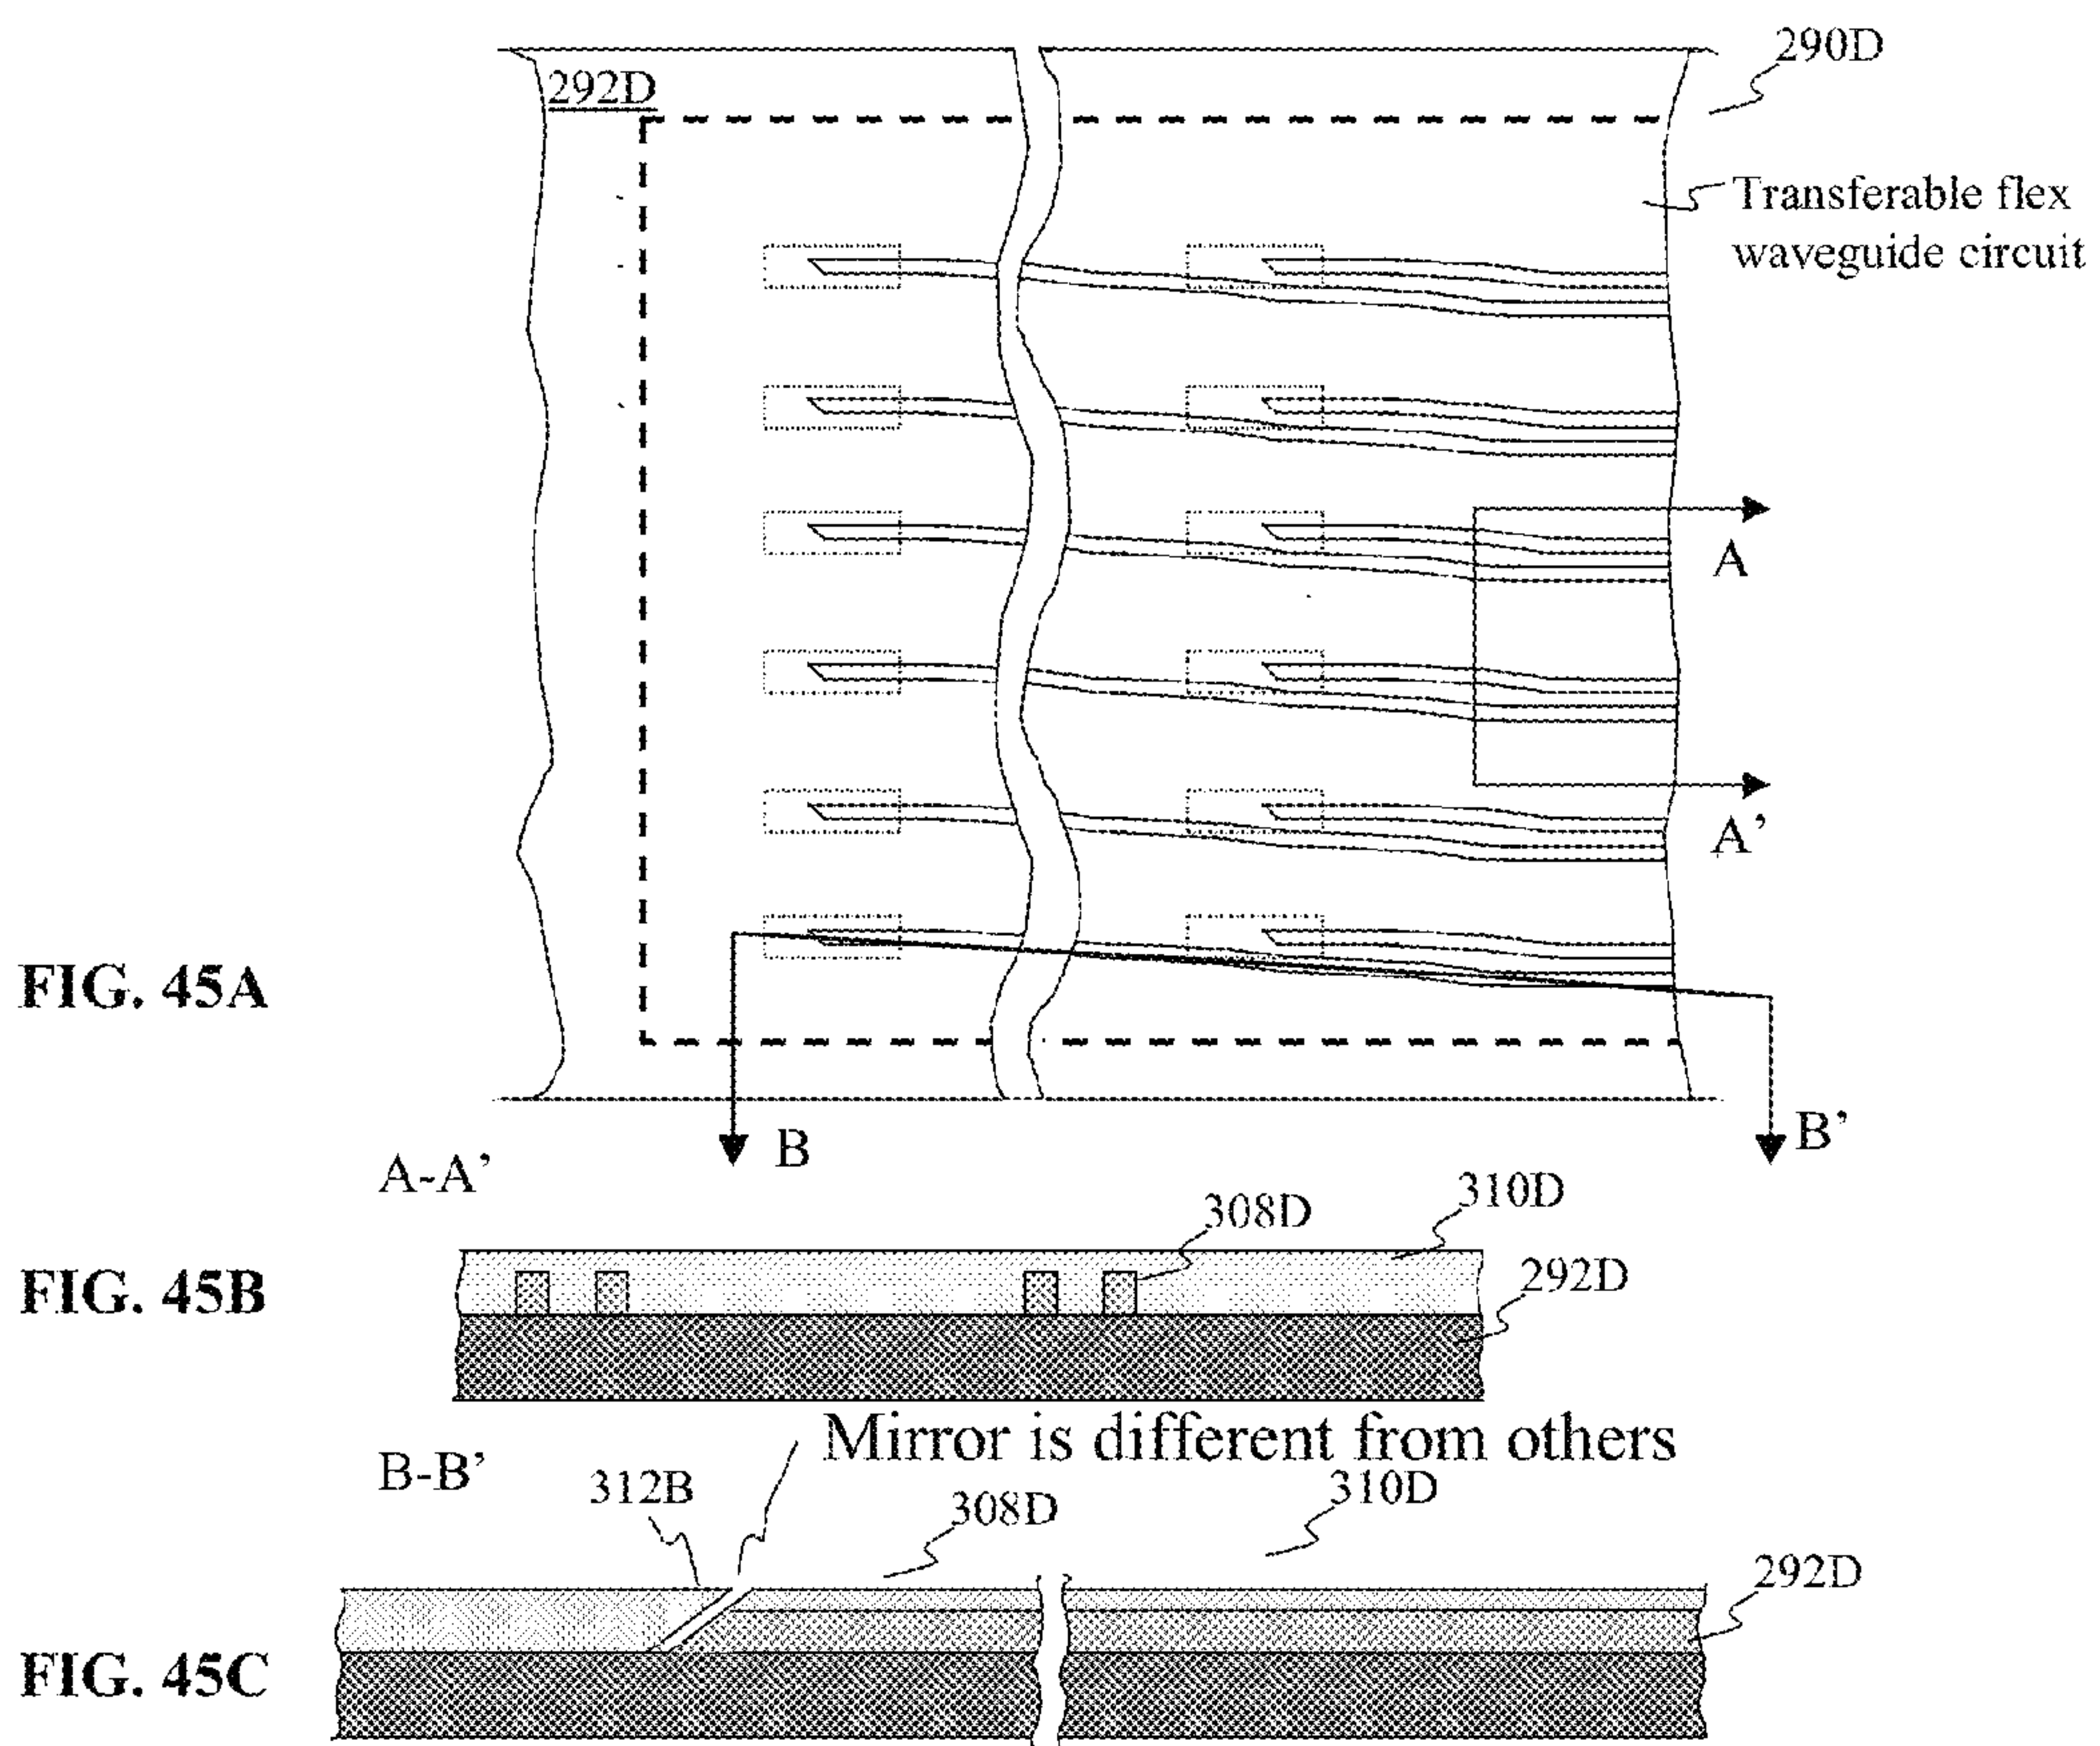 290D
292D
Transferable flex
waveguide circuit
A
A'
FIG. 45A
B
B'
A-A'
310D
308D
292D
FIG. 45B
Mirror is different from others
B-B'
312B
308D
310D
292D
FIG. 45C